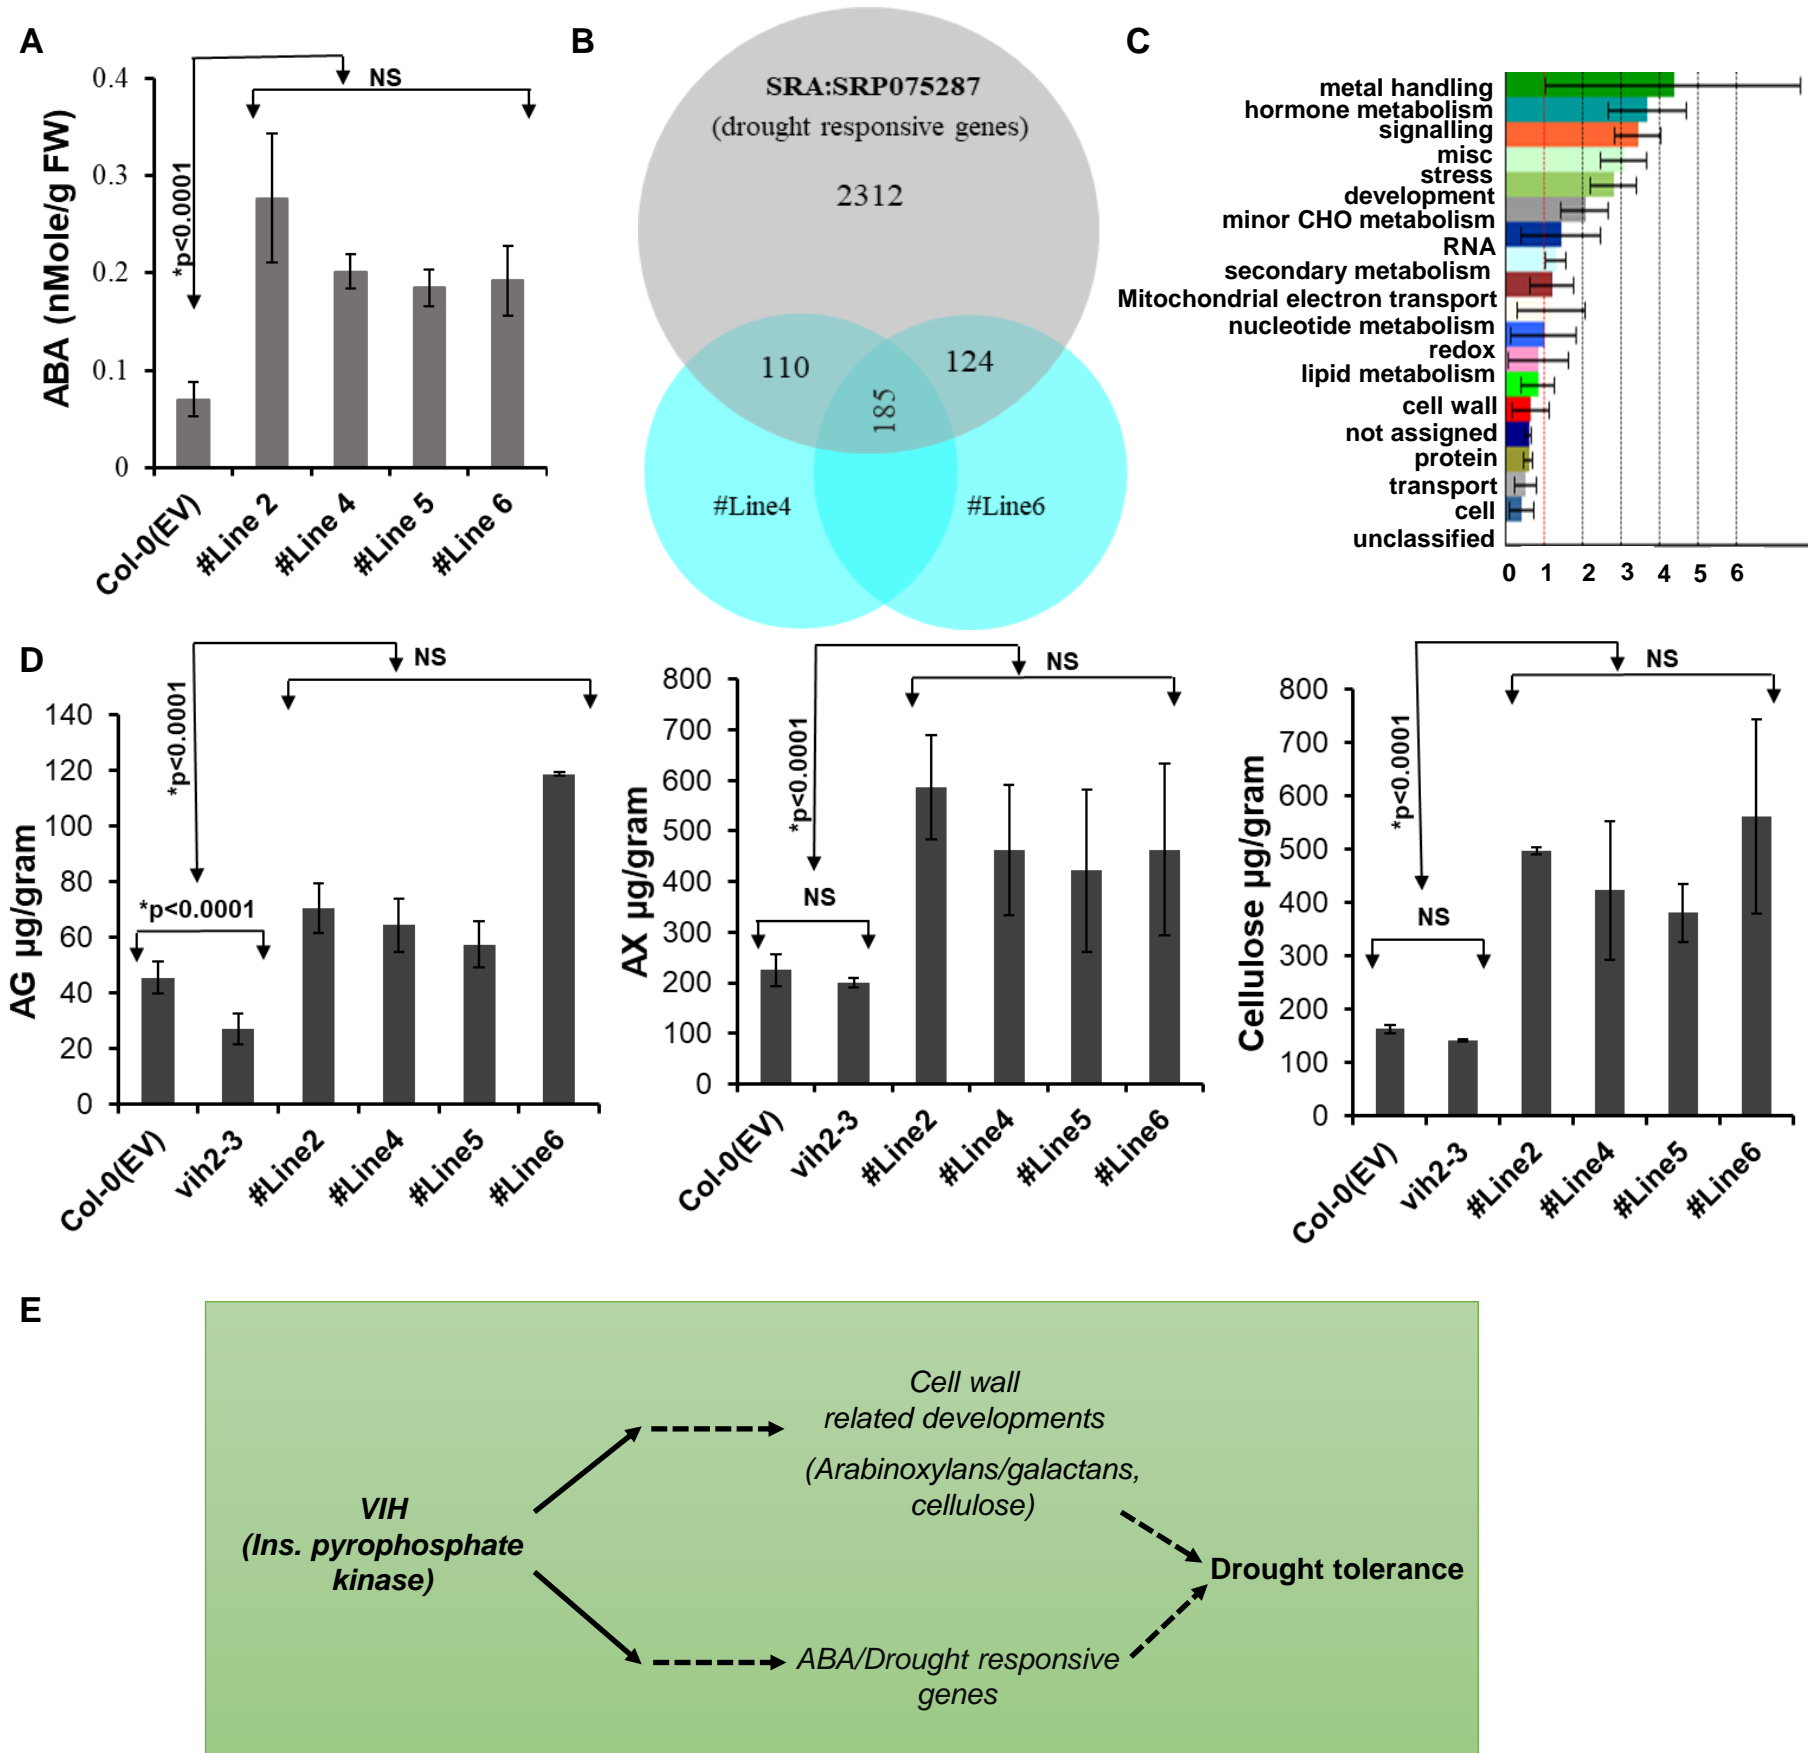 A
ABA (nMole/g FW)
0.4
0.3
0.2
0.1
0
*p<0.0001
NS
Col-0(EV)
#Line 2
#Line 4
#Line 5
#Line 6
B
SRA:SRP075287
(drought responsive genes)
2312
110
124
185
#Line4
#Line6
C
metal handling
hormone metabolism
signalling
misc
stress
development
minor CHO metabolism
RNA
secondary metabolism
Mitochondrial electron transport
nucleotide metabolism
redox
lipid metabolism
cell wall
not assigned
protein
transport
cell
unclassified
0 1 2 3 4 5 6
D
AG µg/gram
140
120
100
80
60
40
20
0
*p<0.0001
NS
*p<0.0001
Col-0(EV)
vih2-3
#Line2
#Line4
#Line5
#Line6
AX µg/gram
800
700
600
500
400
300
200
100
0
*p<0.0001
NS
NS
Col-0(EV)
vih2-3
#Line2
#Line4
#Line5
#Line6
Cellulose µg/gram
800
700
600
500
400
300
200
100
0
*p<0.0001
NS
NS
Col-0(EV)
vih2-3
#Line2
#Line4
#Line5
#Line6
E
VIH
(Ins. pyrophosphate
kinase)
Cell wall
related developments
(Arabinoxylans/galactans,
cellulose)
ABA/Drought responsive
genes
Drought tolerance